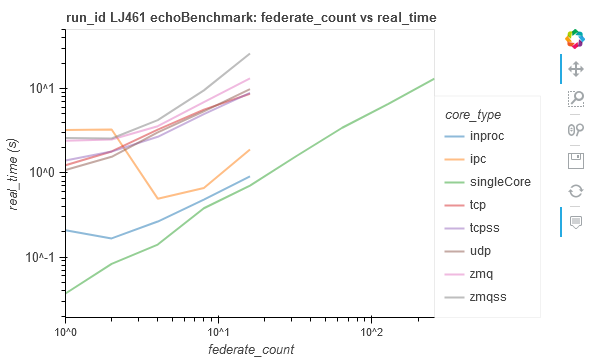 run_id LJ461 echoBenchmark: federate_count vs real_time
real_time (s)
10^1
10^0
10^-1
10^0
10^1
10^2
federate_count
core_type
inproc
ipc
singleCore
tcp
tcpss
udp
zmq
zmqss